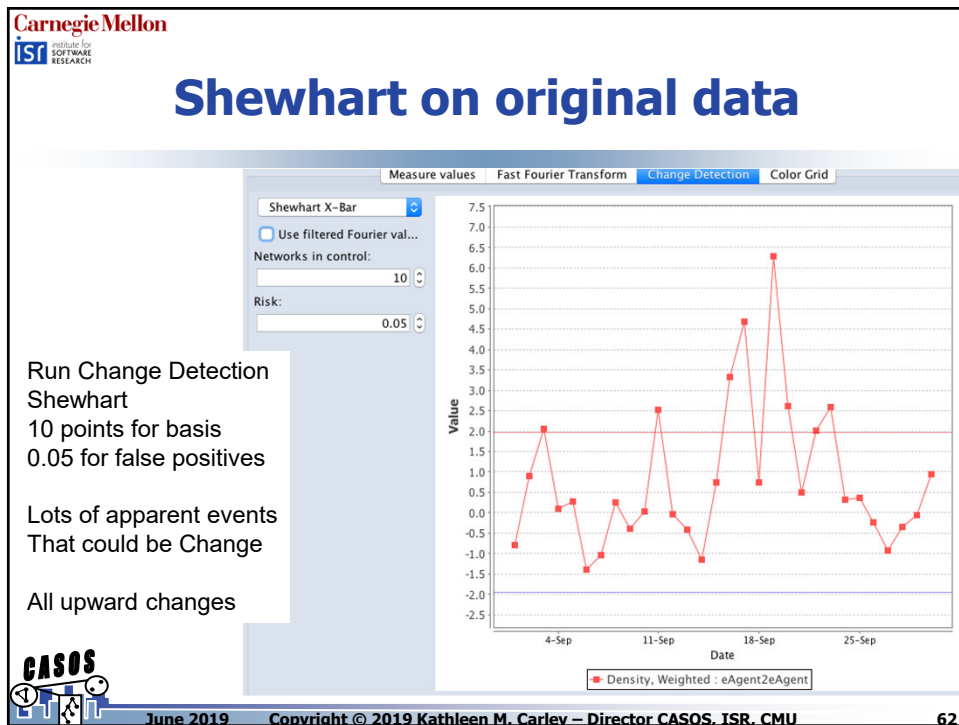 Carnegie Mellon
isr institute for
SOFTWARE
RESEARCH
Shewhart on original data
Measure values Fast Fourier Transform Change Detection Color Grid
Shewhart X-Bar
Use filtered Fourier val...
Networks in control:
10
Risk:
0.05
Run Change Detection
Shewhart
10 points for basis
0.05 for false positives
Lots of apparent events
That could be Change
All upward changes
7.5
7.0
6.5
6.0
5.5
5.0
4.5
4.0
3.5
3.0
2.5
2.0
1.5
1.0
0.5
0.0
-0.5
-1.0
-1.5
-2.0
-2.5
Value
4-Sep 11-Sep 18-Sep 25-Sep
Date
Density, Weighted : eAgent2eAgent
CASOS
June 2019 Copyright © 2019 Kathleen M. Carley – Director CASOS, ISR, CMU 62